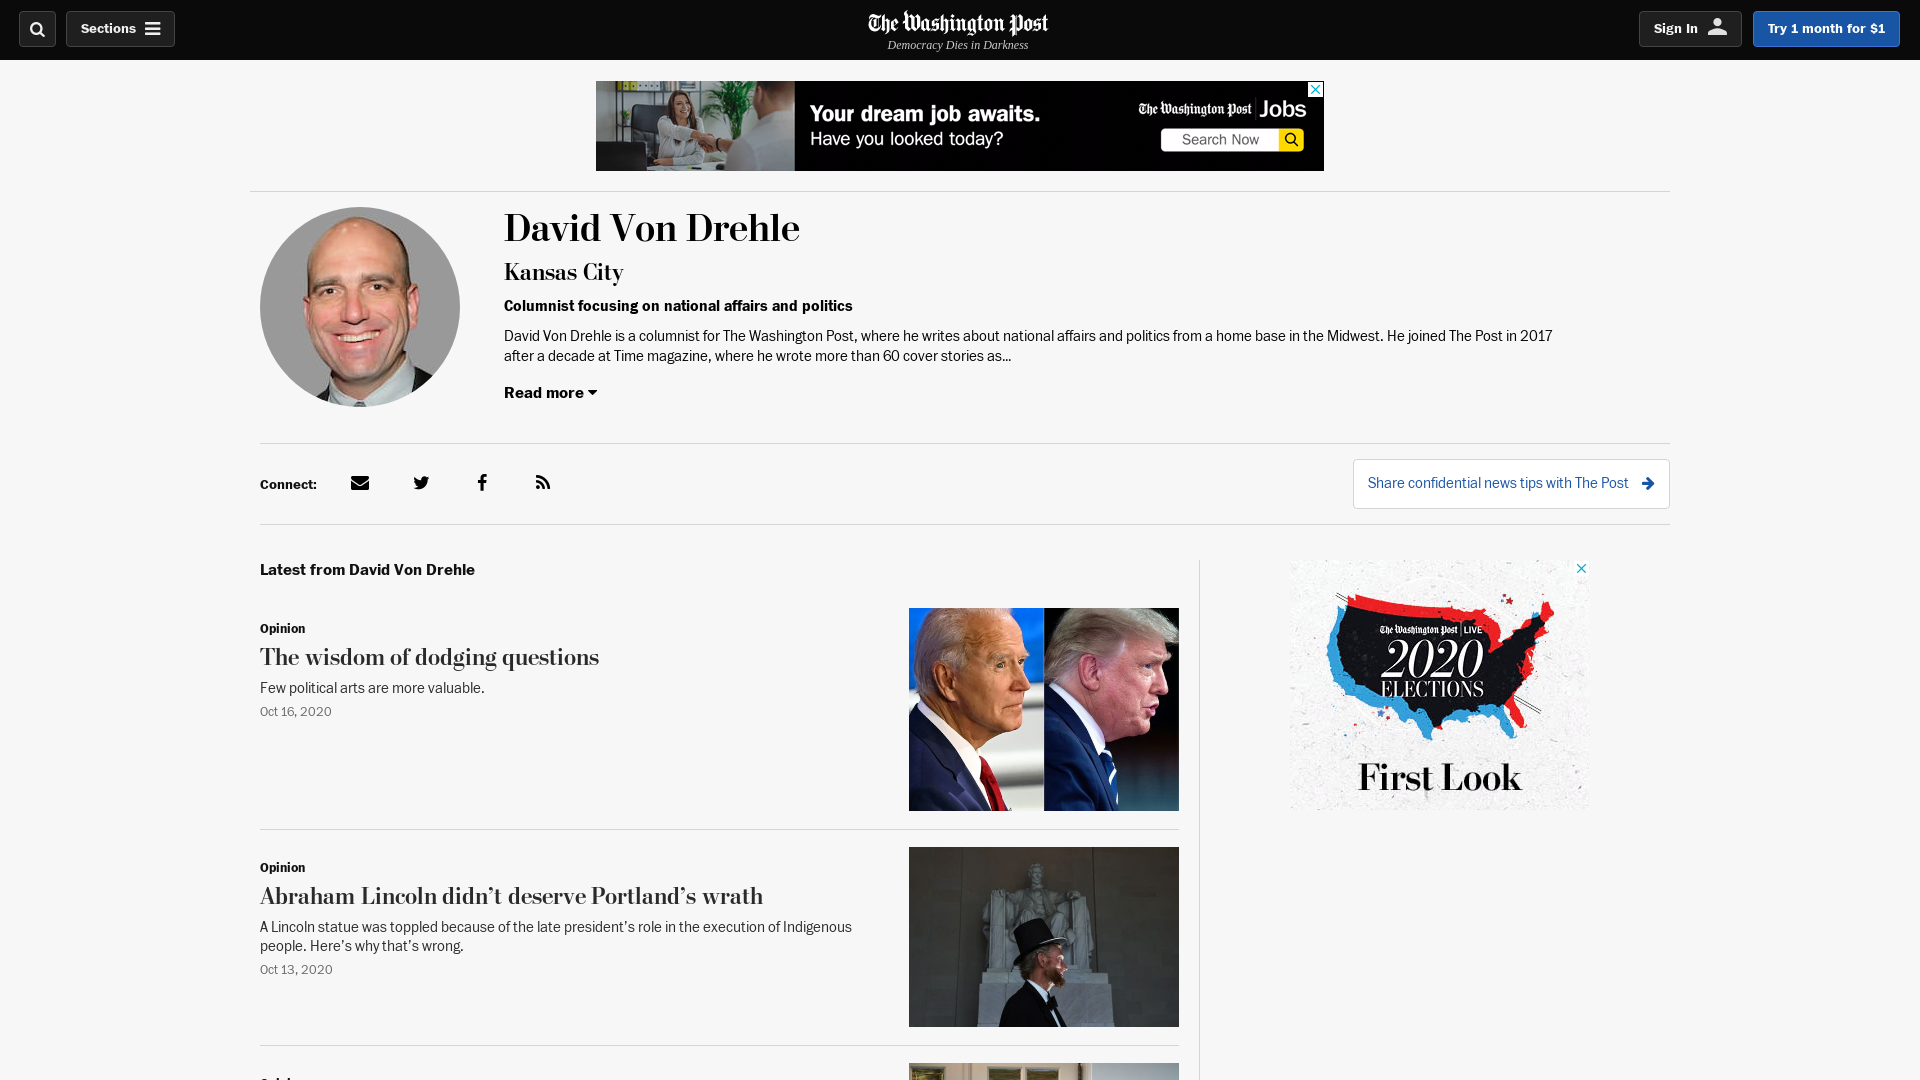 Sections
The Washington Post
Democracy Dies in Darkness
Sign In
Try 1 month for $1
Your dream job awaits.
Have you looked today?
The Washington Post Jobs
Search Now
David Von Drehle
Kansas City
Columnist focusing on national affairs and politics
David Von Drehle is a columnist for The Washington Post, where he writes about national affairs and politics from a home base in the Midwest. He joined The Post in 2017
after a decade at Time magazine, where he wrote more than 60 cover stories as...
Read more
Connect:
Share confidential news tips with The Post
Latest from David Von Drehle
Opinion
The wisdom of dodging questions
Few political arts are more valuable.
Oct 16, 2020
The Washington Post LIVE
2020
ELECTIONS
First Look
Opinion
Abraham Lincoln didn’t deserve Portland’s wrath
A Lincoln statue was toppled because of the late president’s role in the execution of Indigenous
people. Here’s why that’s wrong.
Oct 13, 2020